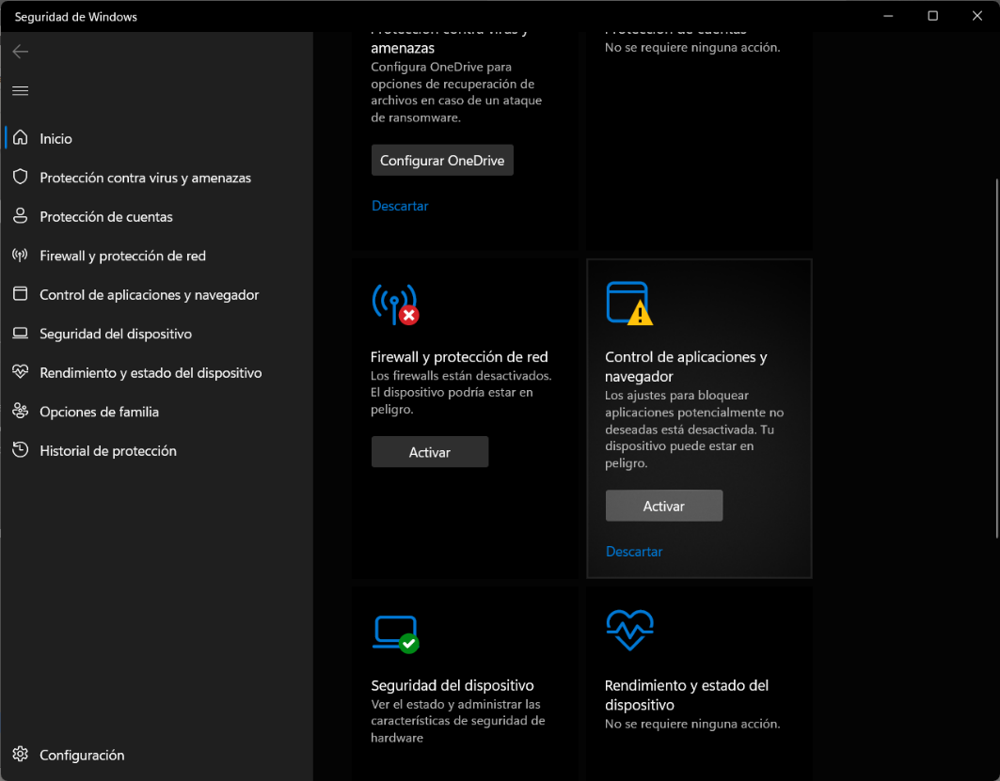 Seguridad de Windows
Inicio
Protección contra virus y amenazas
Protección de cuentas
Firewall y protección de red
Control de aplicaciones y navegador
Seguridad del dispositivo
Rendimiento y estado del dispositivo
Opciones de familia
Historial de protección
Configuración
Protección contra virus y
amenazas
Configura OneDrive para
opciones de recuperación de
archivos en caso de un ataque
de ransomware.
Configurar OneDrive
Descartar
Protección de cuentas
No se requiere ninguna acción.
Firewall y protección de red
Los firewalls están desactivados.
El dispositivo podría estar en
peligro.
Activar
Control de aplicaciones y
navegador
Los ajustes para bloquear
aplicaciones potencialmente no
deseadas está desactivada. Tu
dispositivo puede estar en
peligro.
Activar
Descartar
Seguridad del dispositivo
Ver el estado y administrar las
características de seguridad de
hardware
Rendimiento y estado del
dispositivo
No se requiere ninguna acción.